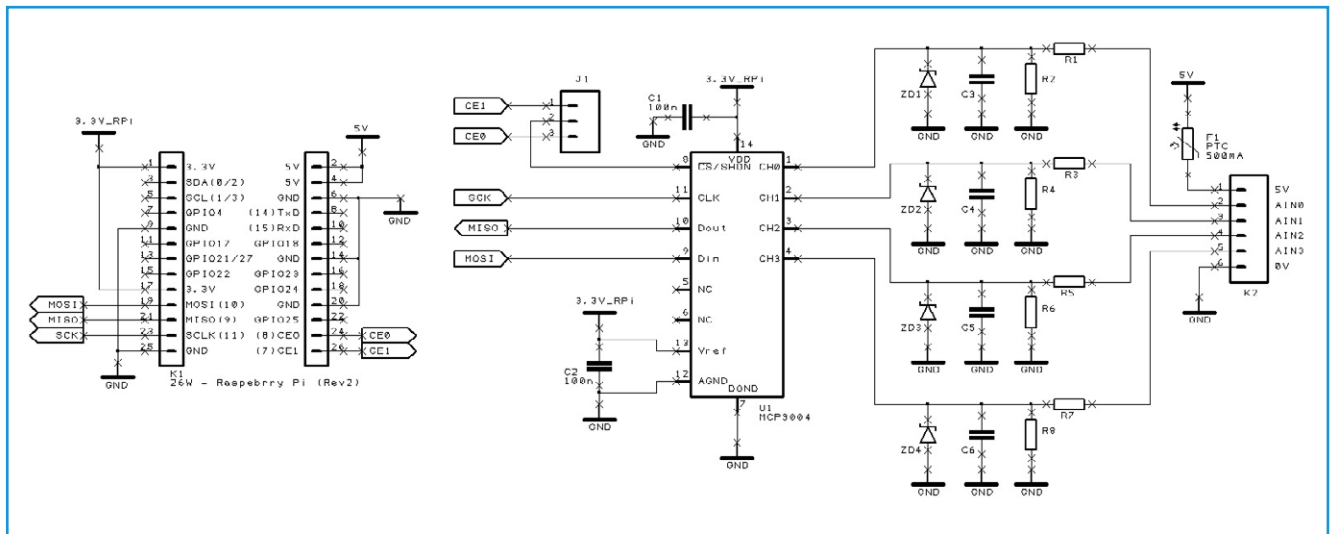 3.3V_RPi
5V
1 3.3V
3 SDA(0/2)
5 SCL(1/3)
7 GPIO4
9 GND
11 GPIO17
13 GPIO21/27
15 GPIO22
17 3.3V
19 MOSI(10)
21 MISO(9)
23 SCLK(11)
25 GND
5V 2
5V 4
GND 6
(14)TxD 8
(15)RxD 10
GPIO18 12
GND 14
GPIO23 16
GPIO24 18
GND 20
GPIO25 22
(8)CE0 24
(7)CE1 26
MOSI
MISO
SCK
CE0
CE1
GND
GND
K1
26W - Raspebrry Pi (Rev2)
J1
1
2
3
CE1
CE0
C1
100n
GND
3.3V_RPi
14
VDD
8 CS/SHDN
11 CLK
10 Dout
9 Din
5 NC
6 NC
13 Vref
12 AGND
DGND
7
CH0 1
CH1 2
CH2 3
CH3 4
SCK
MISO
MOSI
3.3V_RPi
C2
100n
GND
U1
MCP3004
GND
ZD1
C3
R2
R1
GND
GND
GND
ZD2
C4
R4
R3
GND
GND
GND
ZD3
C5
R6
R5
GND
GND
GND
ZD4
C6
R8
R7
GND
GND
GND
5V
F1
PTC
500mA
1 5V
2 AIN0
3 AIN1
4 AIN2
5 AIN3
6 0V
GND
K2